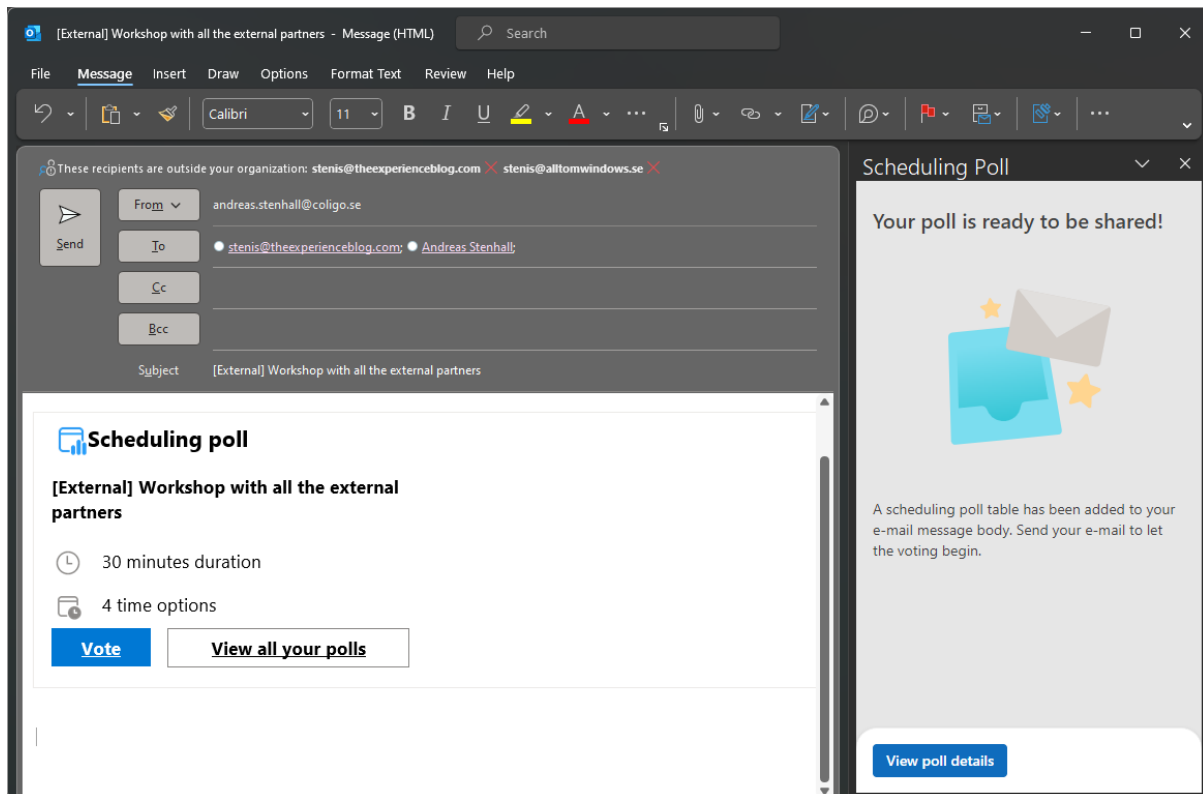 [External] Workshop with all the external partners - Message (HTML)
Search
File Message Insert Draw Options Format Text Review Help
Calibri 11 B I U A
These recipients are outside your organization: stenis@theexperienceblog.com stenis@alltomwindows.se
Send
From andreas.stenhall@coligo.se
To stenis@theexperienceblog.com; Andreas Stenhall;
Cc
Bcc
Subject [External] Workshop with all the external partners
Scheduling poll
[External] Workshop with all the external
partners
30 minutes duration
4 time options
Vote View all your polls
Scheduling Poll
Your poll is ready to be shared!
A scheduling poll table has been added to your
e-mail message body. Send your e-mail to let
the voting begin.
View poll details